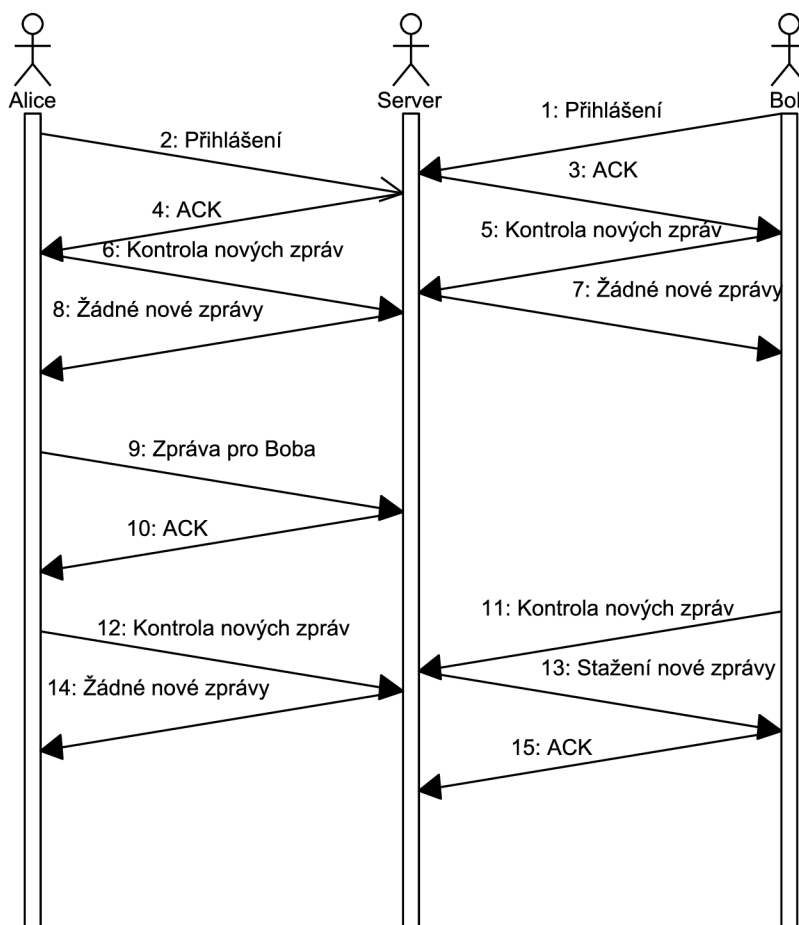 Alice
Server
Bob
1: Přihlášení
2: Přihlášení
3: ACK
4: ACK
5: Kontrola nových zpráv
6: Kontrola nových zpráv
7: Žádné nové zprávy
8: Žádné nové zprávy
9: Zpráva pro Boba
10: ACK
11: Kontrola nových zpráv
12: Kontrola nových zpráv
13: Stažení nové zprávy
14: Žádné nové zprávy
15: ACK